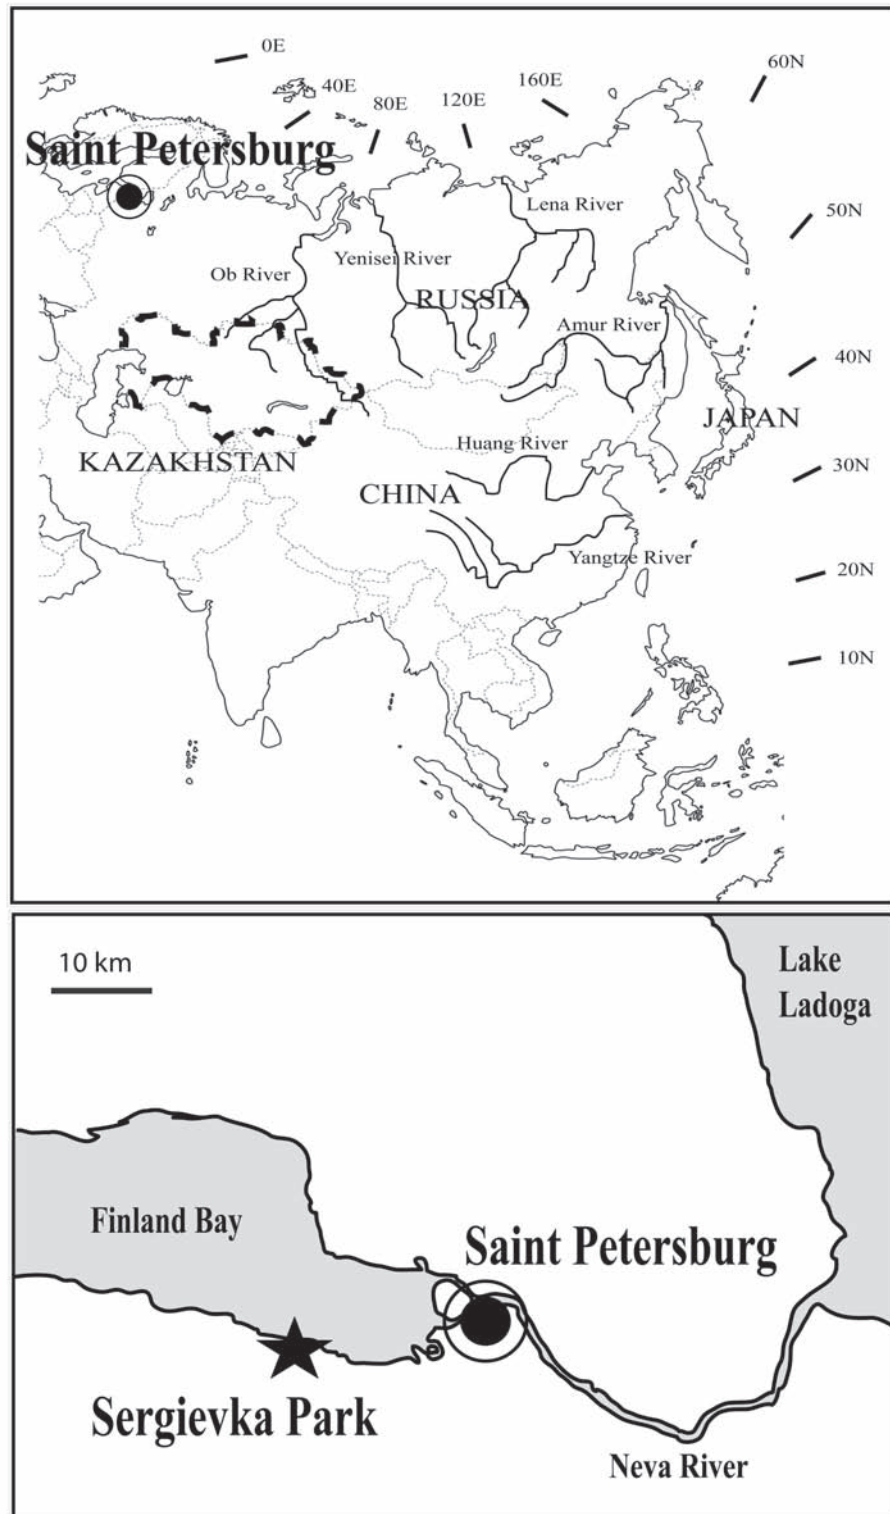 0E
40E
80E
120E
160E
60N
Saint Petersburg
Lena River
50N
Ob River
Yenisei River
RUSSIA
Amur River
40N
JAPAN
Huang River
KAZAKHSTAN
30N
CHINA
Yangtze River
20N
10N
10 km
Lake
Ladoga
Finland Bay
Saint Petersburg
Sergievka Park
Neva River